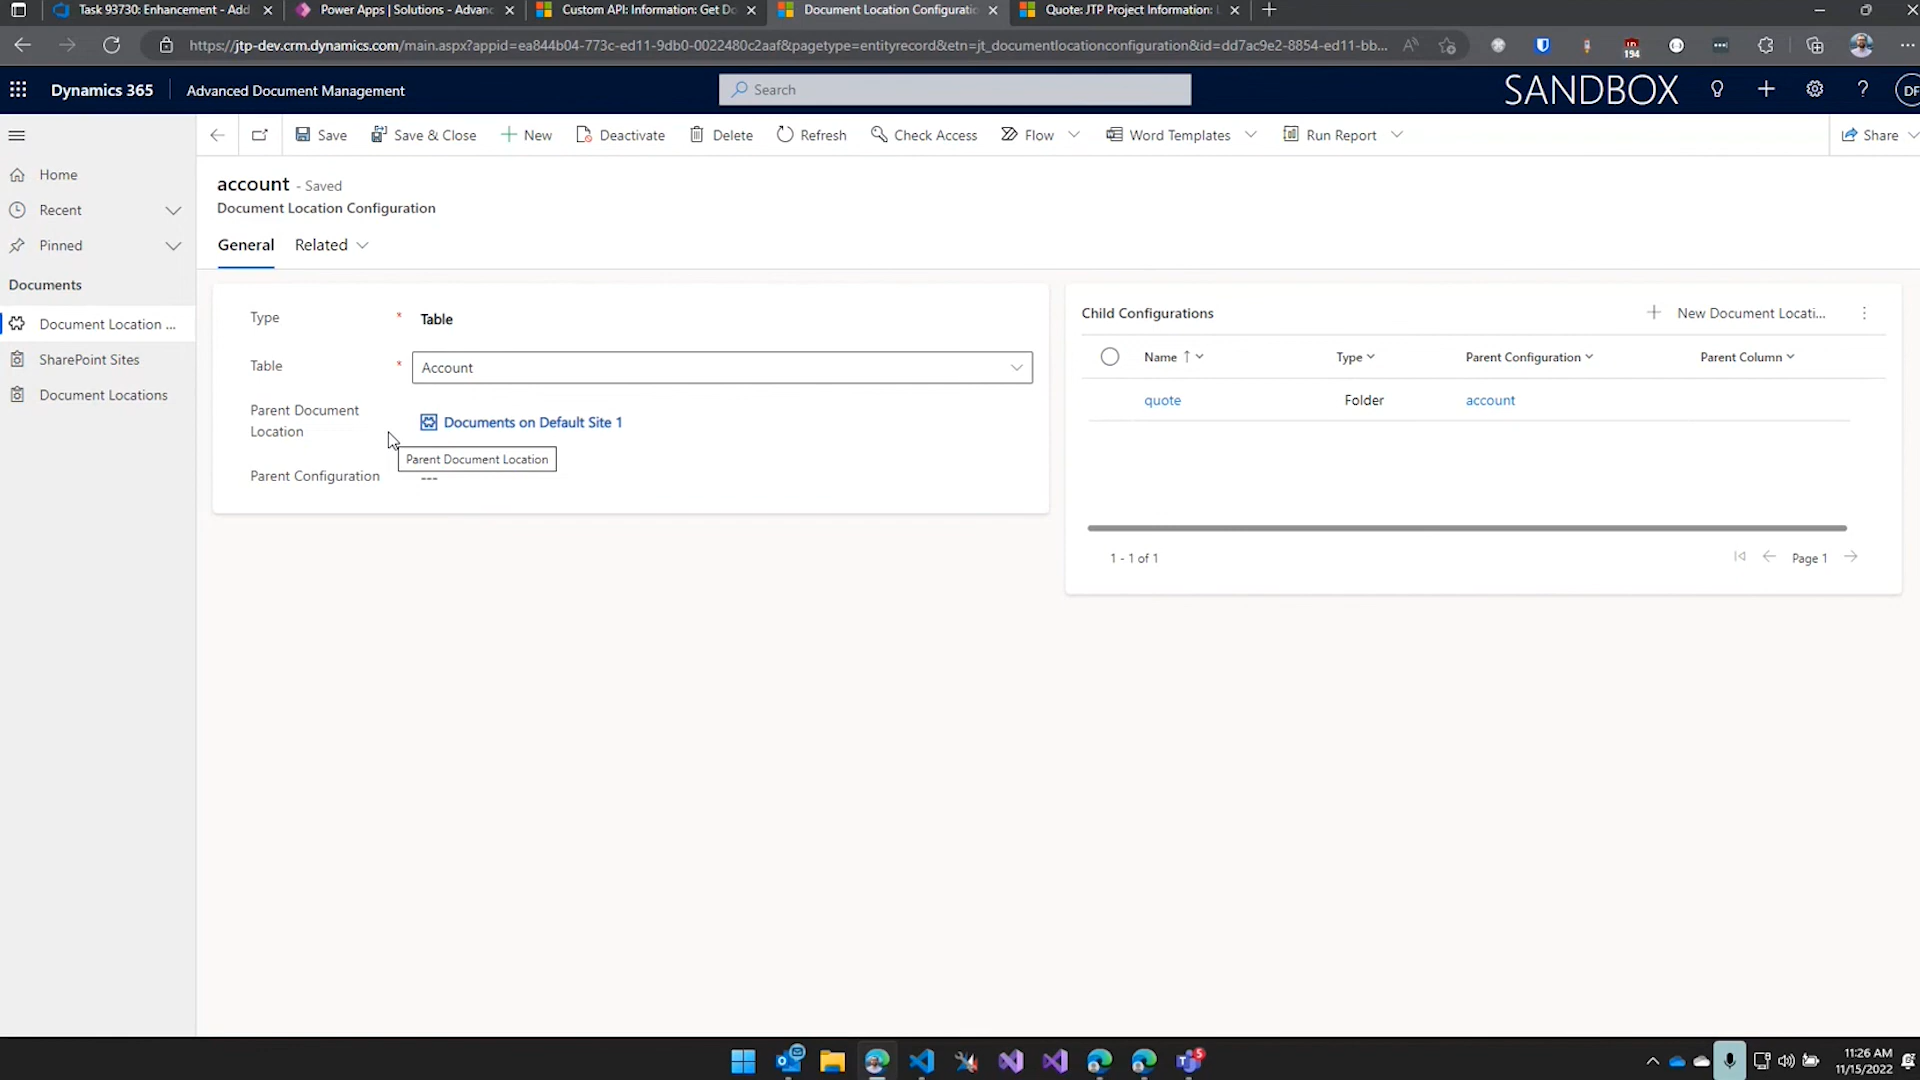 Task 93730: Enhancement - Add
Power Apps | Solutions - Advanc
Custom API: Information: Get Do
Document Location Configuratio
Quote: JTP Project Information: L
https://jtp-dev.crm.dynamics.com/main.aspx?appid=ea844b04-773c-ed11-9db0-0022480c2aaf&pagetype=entityrecord&etn=jt_documentlocationconfiguration&id=dd7ac9e2-8854-ed11-bb...
194
Dynamics 365
Advanced Document Management
Search
SANDBOX
DF
Save
Save & Close
New
Deactivate
Delete
Refresh
Check Access
Flow
Word Templates
Run Report
Share
Home
Recent
Pinned
Documents
Document Location ...
SharePoint Sites
Document Locations
account - Saved
Document Location Configuration
General
Related
Type * Table
Table * Account
Parent Document
Location
Documents on Default Site 1
Parent Document Location
Parent Configuration ---
Child Configurations
New Document Locati...
Name Type Parent Configuration Parent Column
quote Folder account
1 - 1 of 1
Page 1
5
11:26 AM
11/15/2022